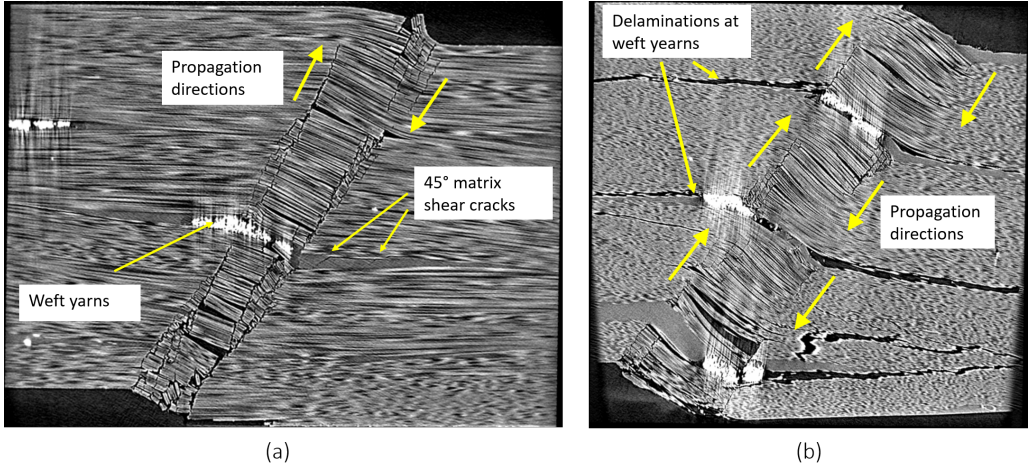 Propagation
directions
45° matrix
shear cracks
Weft yarns
(a)
Delaminations at
weft yearns
Propagation
directions
(b)